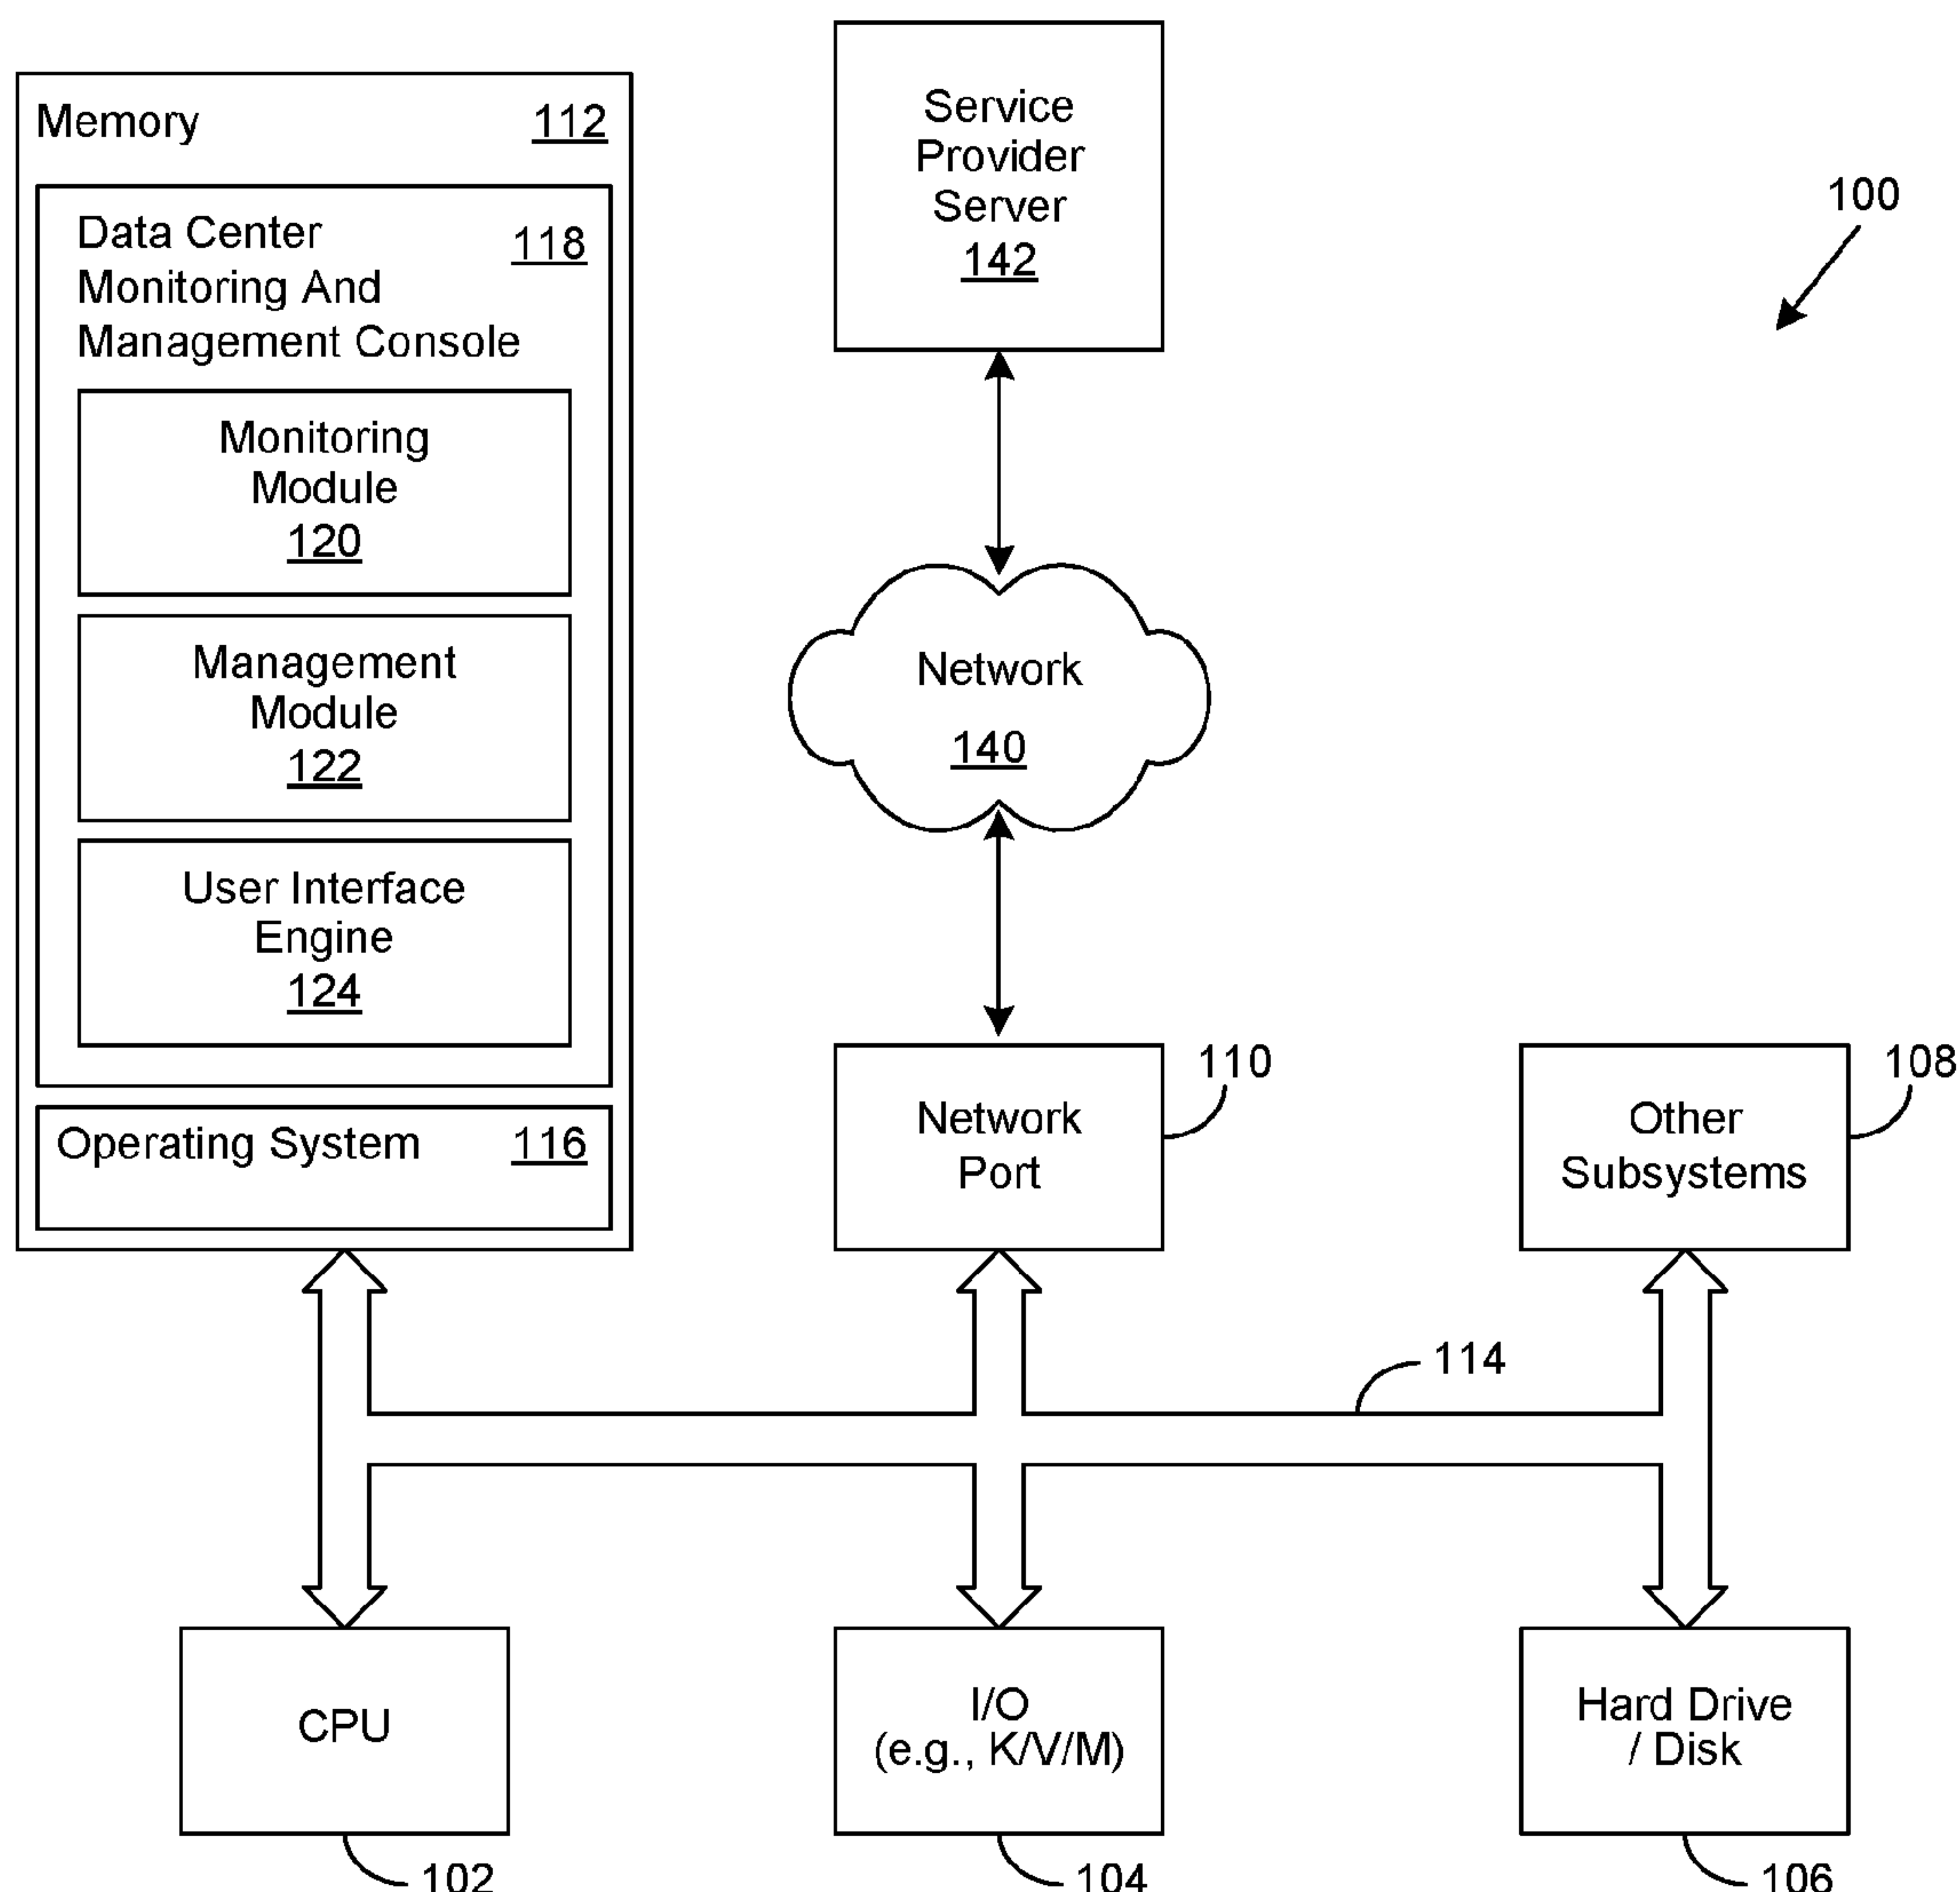 Memory 112
Data Center 118
Monitoring And
Management Console
Monitoring
Module
120
Management
Module
122
User Interface
Engine
124
Operating System 116
Service
Provider
Server
142
100
Network
140
Network
Port
110
Other
Subsystems
108
114
CPU
102
I/O
(e.g., K/V/M)
104
Hard Drive
/ Disk
106